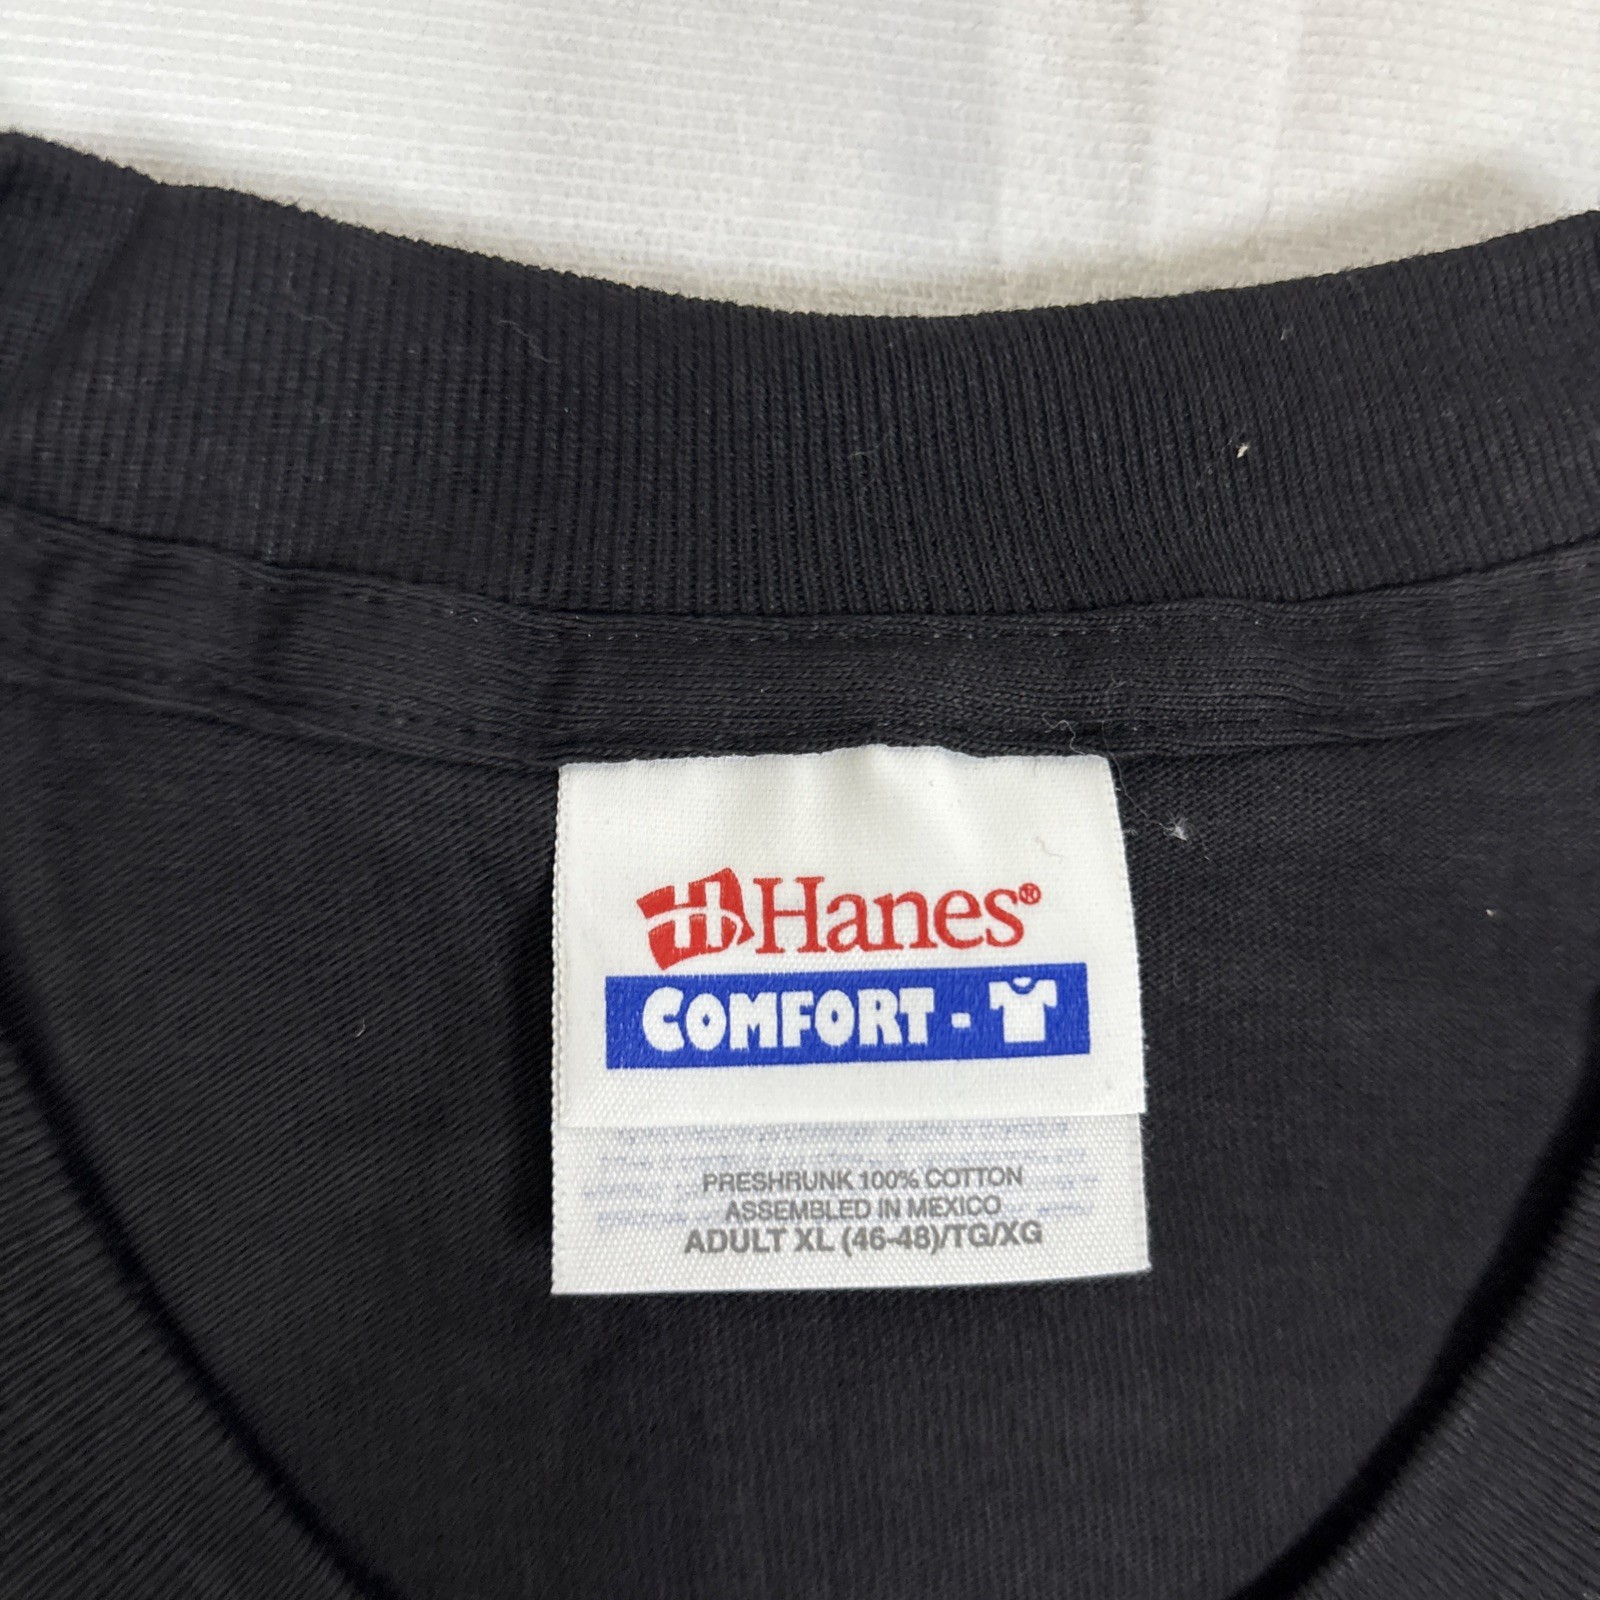 Hanes®
COMFORT -
PRESHRUNK 100% COTTON
ASSEMBLED IN MEXICO
ADULT XL (46-48)/TG/XG